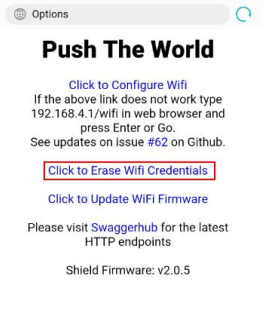 Options
Push The World
Click to Configure Wifi
If the above link does not work type
192.168.4.1/wifi in web browser and
press Enter or Go.
See updates on issue #62 on Github.
Click to Erase Wifi Credentials
Click to Update WiFi Firmware
Please visit Swaggerhub for the latest
HTTP endpoints
Shield Firmware: v2.0.5